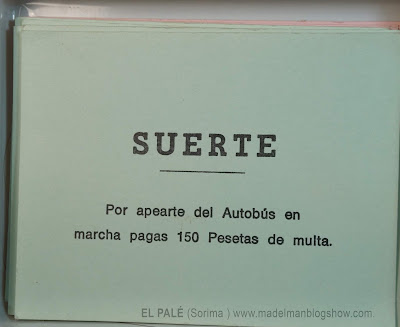 SUERTE
Por apearte del Autobús en
marcha pagas 150 Pesetas de multa.
EL PALÉ (Sorima ) www.madelmanblogshow.com